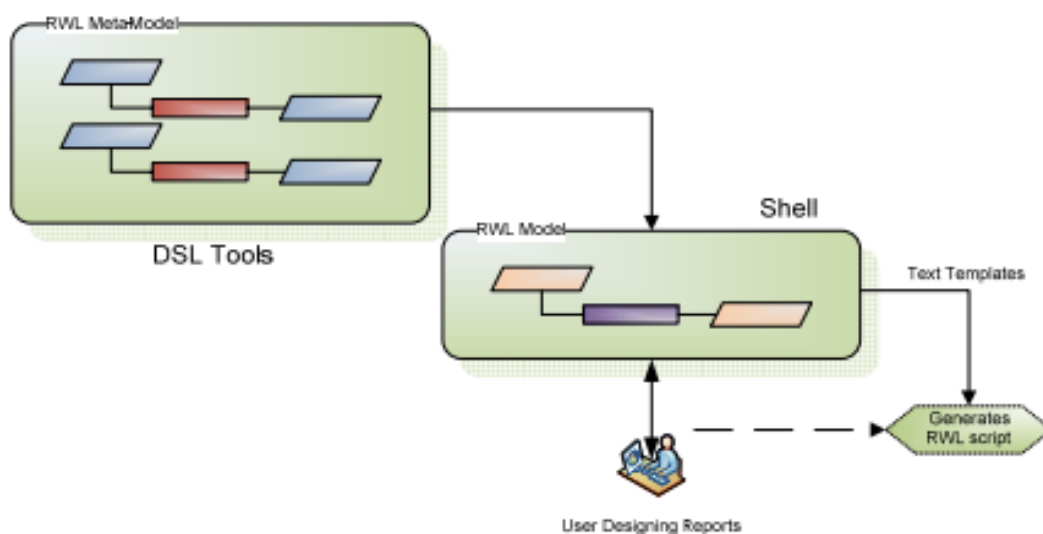 RWL Meta-Model
DSL Tools
Shell
RWL Model
Text Templates
Generates
RWL script
User Designing Reports